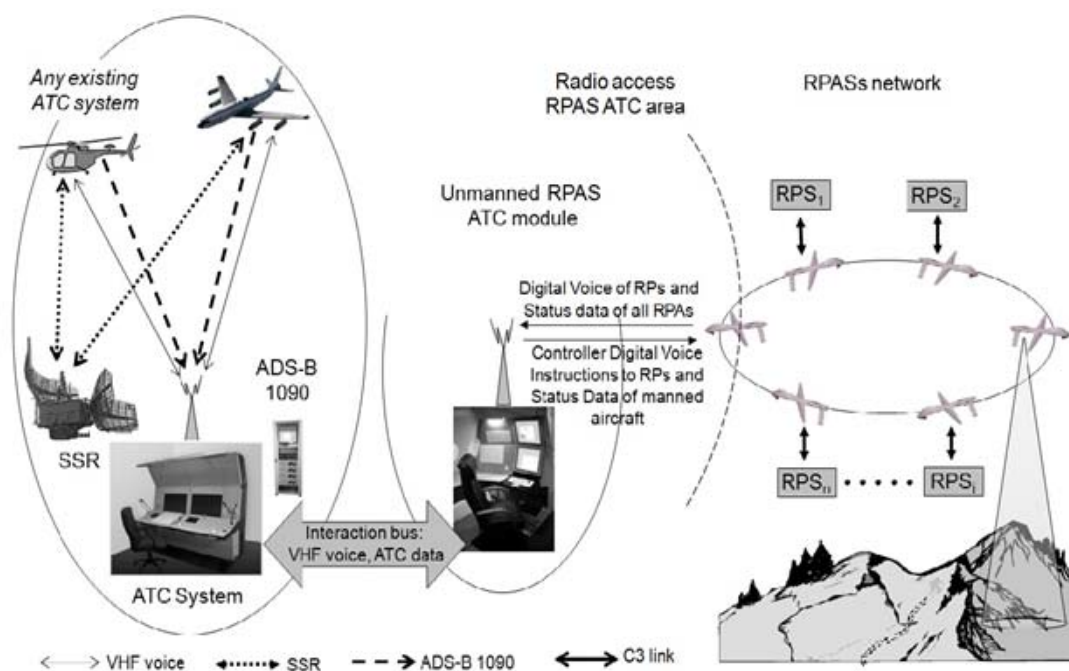 Any existing
ATC system
Radio access
RPAS ATC area
RPASs network
Unmanned RPAS
ATC module
RPS1
RPS2
Digital Voice of RPs and
Status data of all RPAs
Controller Digital Voice
Instructions to RPs and
Status Data of manned
aircraft
ADS-B
1090
SSR
RPSn
RPSi
Interaction bus:
VHF voice, ATC data
ATC System
VHF voice
SSR
ADS-B 1090
C3 link